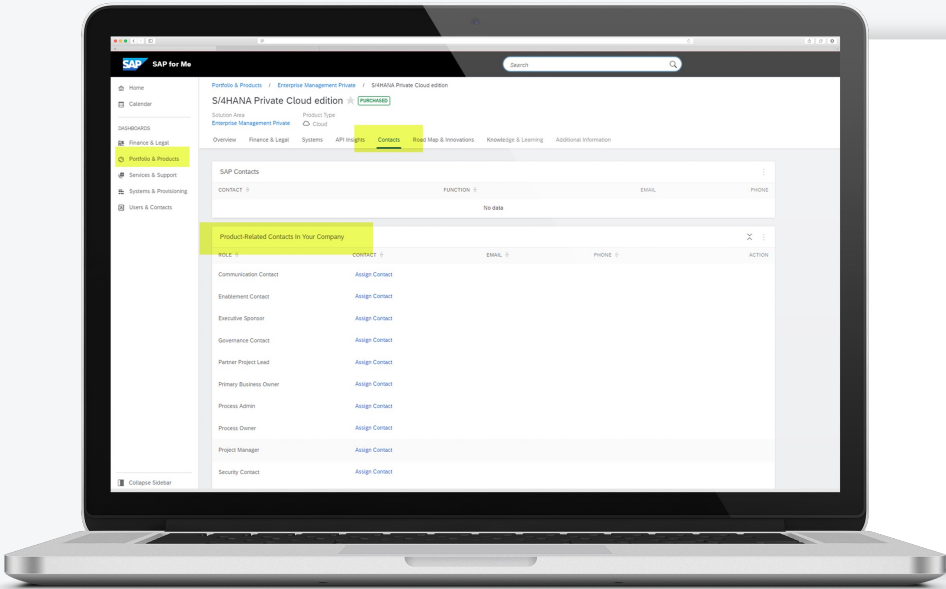 SAP SAP for Me
Search
Home
Calendar
DASHBOARDS
Finance & Legal
Portfolio & Products
Services & Support
Systems & Provisioning
Users & Contacts
Collapse Sidebar
Portfolio & Products / Enterprise Management Private / S/4HANA Private Cloud edition
S/4HANA Private Cloud edition PURCHASED
Solution Area Product Type
Enterprise Management Private Cloud
Overview Finance & Legal Systems API Insights Contacts Road Map & Innovations Knowledge & Learning Additional Information
SAP Contacts
CONTACT FUNCTION EMAIL PHONE
No data
Product-Related Contacts In Your Company
ROLE CONTACT EMAIL PHONE ACTION
Communication Contact Assign Contact
Enablement Contact Assign Contact
Executive Sponsor Assign Contact
Governance Contact Assign Contact
Partner Project Lead Assign Contact
Primary Business Owner Assign Contact
Process Admin Assign Contact
Process Owner Assign Contact
Project Manager Assign Contact
Security Contact Assign Contact